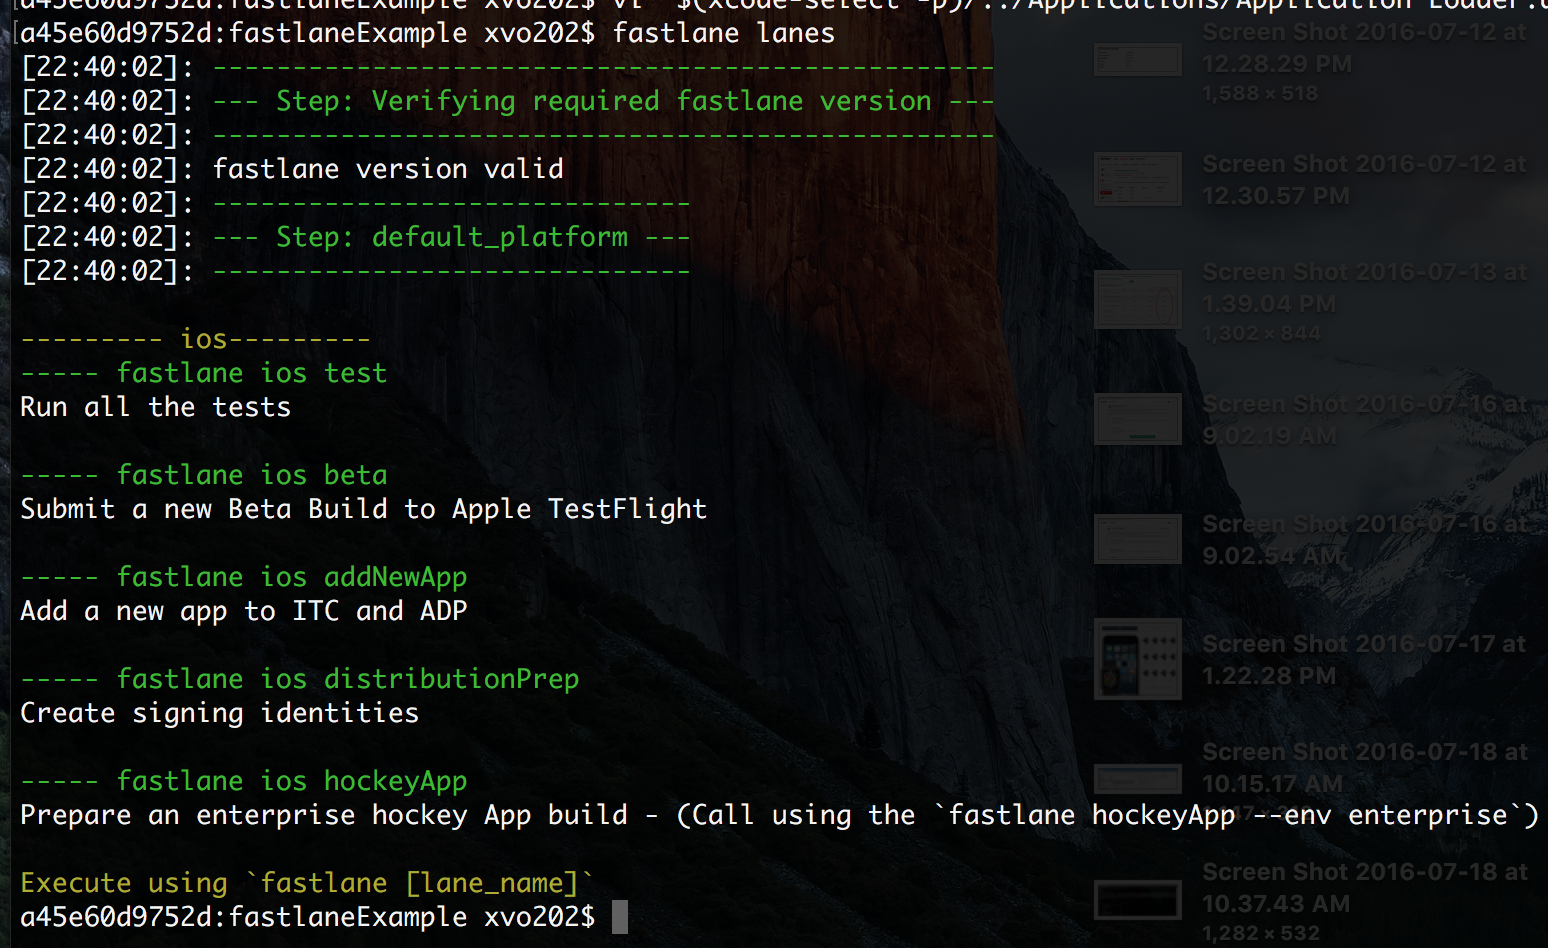 a45e60d9752d:fastlaneExample xvo202$ vi "$(xcode-select -p)/../Applications/Application Loader.
a45e60d9752d:fastlaneExample xvo202$ fastlane lanes
[22:40:02]: -------------------------------------------------
[22:40:02]: --- Step: Verifying required fastlane version ---
[22:40:02]: -------------------------------------------------
[22:40:02]: fastlane version valid
[22:40:02]: ------------------------------
[22:40:02]: --- Step: default_platform ---
[22:40:02]: ------------------------------
--------- ios---------
----- fastlane ios test
Run all the tests
----- fastlane ios beta
Submit a new Beta Build to Apple TestFlight
----- fastlane ios addNewApp
Add a new app to ITC and ADP
----- fastlane ios distributionPrep
Create signing identities
----- fastlane ios hockeyApp
Prepare an enterprise hockey App build - (Call using the `fastlane hockeyApp --env enterprise`)
Execute using `fastlane [lane_name]`
a45e60d9752d:fastlaneExample xvo202$
Screen Shot 2016-07-12 at
12.28.29 PM
1,588 × 518
Screen Shot 2016-07-12 at
12.30.57 PM
Screen Shot 2016-07-13 at
1.39.04 PM
1,302 × 844
Screen Shot 2016-07-16 at
9.02.19 AM
Screen Shot 2016-07-16 at
9.02.54 AM
Screen Shot 2016-07-17 at
1.22.28 PM
Screen Shot 2016-07-18 at
10.15.17 AM
Screen Shot 2016-07-18 at
10.37.43 AM
1,282 × 532